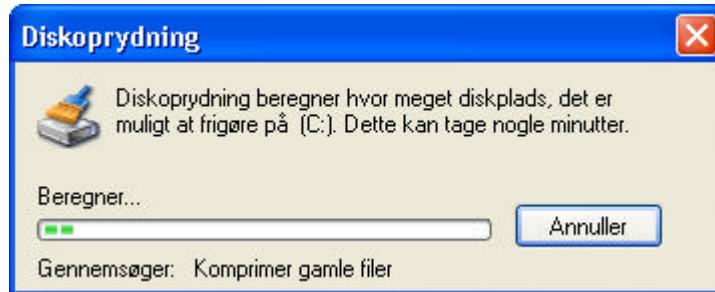 Diskoprydning
Diskoprydning beregner hvor meget diskplads, det er
muligt at frigøre på (C:). Dette kan tage nogle minutter.
Beregner...
Annuller
Gennemsøger: Komprimer gamle filer